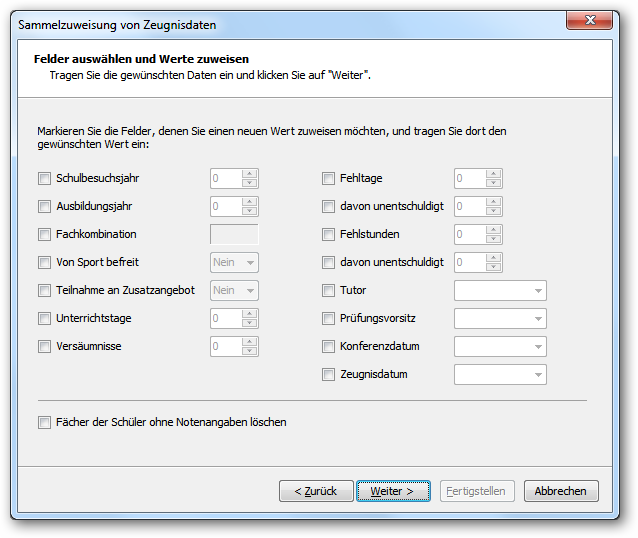 Sammelzuweisung von Zeugnisdaten
Felder auswählen und Werte zuweisen
Tragen Sie die gewünschten Daten ein und klicken Sie auf "Weiter".
Markieren Sie die Felder, denen Sie einen neuen Wert zuweisen möchten, und tragen Sie dort den
gewünschten Wert ein:
Schulbesuchsjahr 0
Ausbildungsjahr 0
Fachkombination
Von Sport befreit Nein
Teilnahme an Zusatzangebot Nein
Unterrichtstage 0
Versäumnisse 0
Fehltage 0
davon unentschuldigt 0
Fehlstunden 0
davon unentschuldigt 0
Tutor
Prüfungsvorsitz
Konferenzdatum
Zeugnisdatum
Fächer der Schüler ohne Notenangaben löschen
< Zurück Weiter > Fertigstellen Abbrechen